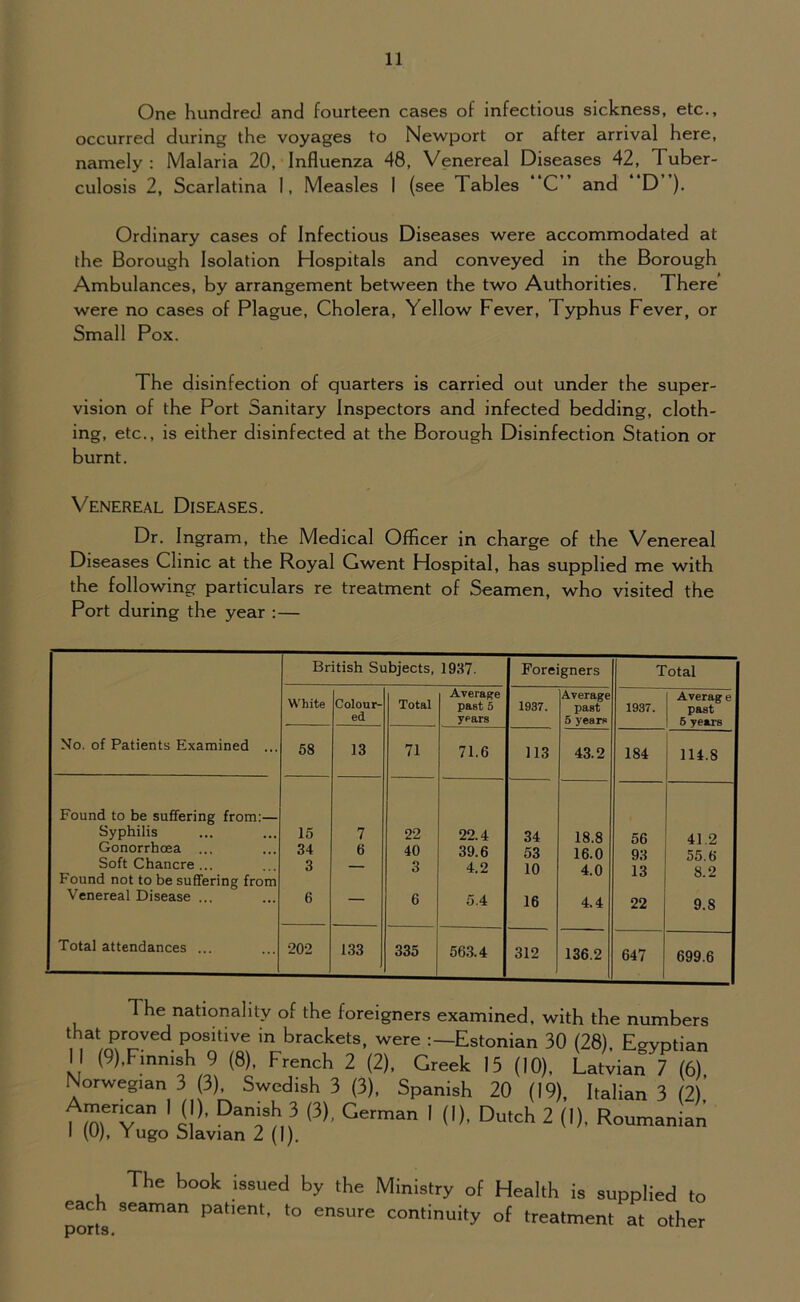 11
One hundred and fourteen cases of infectious sickness, etc.,
occurred during the voyages to Newport or after arrival here,
namely : Malaria 20, Influenza 48, Venereal Diseases 42, Tuber-
culosis 2, Scarlatina 1, Measles 1 (see Tables “C” and “D”).
Ordinary cases of Infectious Diseases were accommodated at
the Borough Isolation Hospitals and conveyed in the Borough
Ambulances, by arrangement between the two Authorities. There
were no cases of Plague, Cholera, Yellow Fever, Typhus Fever, or
Small Pox.
The disinfection of quarters is carried out under the super-
vision of the Port Sanitary Inspectors and infected bedding, cloth-
ing, etc., is either disinfected at the Borough Disinfection Station or
burnt.
VENEREAL DISEASES.
Dr. Ingram, the Medical Officer in charge of the Venereal
Diseases Clinic at the Royal Gwent Hospital, has supplied me with
the following particulars re treatment of Seamen, who visited the
Port during the year :—
British Subjects, 1937. Foreigners Total
White Colour-ed Total Average past 5 years 1937. Average past 5 years 1937. Average past 5 years
No. of Patients Examined ... 58 13 71 71.6 113 43.2 184 114.8
Found to be suffering from:—
Syphilis ... ... 15 7 22 22.4 34 18.8 56 41.2
Gonorrhœa ... ... 34 6 40 39.6 53 16.0 93 55.6
Soft Chancre ... ... 3 — 3 4.2 10 4.0 13 8.2
Found not to be suffering from
Venereal Disease ... ... 6 — 6 5.4 16 4.4 22 9.8
Total attendances ... ... 202 133 335 563.4 312 136.2 647 699.6
The nationality of the foreigners examined, with the numbers
that proved positive in brackets, were :—Estonian 30 (28), Egyptian
11 (9), Finnish 9 (8), French 2 (2), Greek 15 (10), Latvian 7 (6),
Norwegian 3 (3), Swedish 3 (3), Spanish 20 (19), Italian 3 (2),
American 1 (1), Danish 3 (3), German 1 (1), Dutch 2 (1), Roumanian
1 (0), Yugo Slavian 2 (1).
The book issued by the Ministry of Health is supplied to
each seaman patient, to ensure continuity of treatment at other
ports.